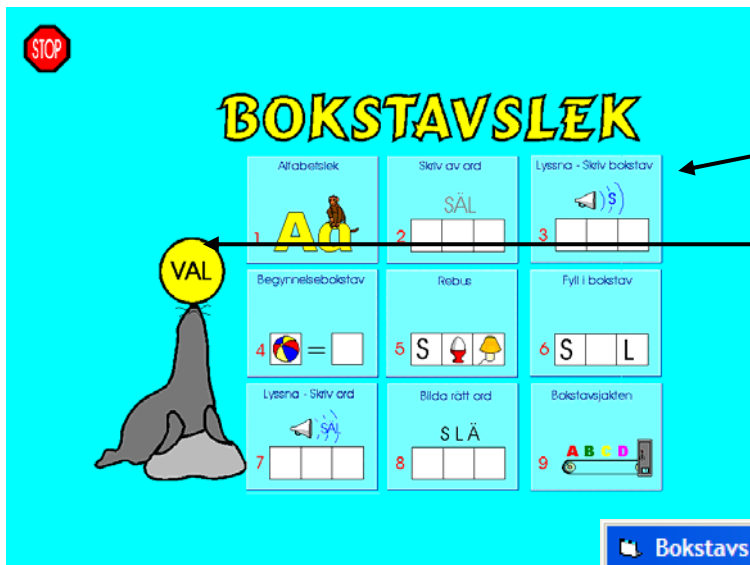 STOP
BOKSTAVSLEK
Alfabetslek
1 Aa
Skriv av ord
SÄL
2
Lyssna - Skriv bokstav
S
3
VAL
Begynnelsebokstav
4 =
Rebus
5 S
Fyll i bokstav
6 S L
Lyssna - Skriv ord
SÄL
7
Bilda rätt ord
S L Ä
8
Bokstavsjakten
A B C D
9
Bokstavs